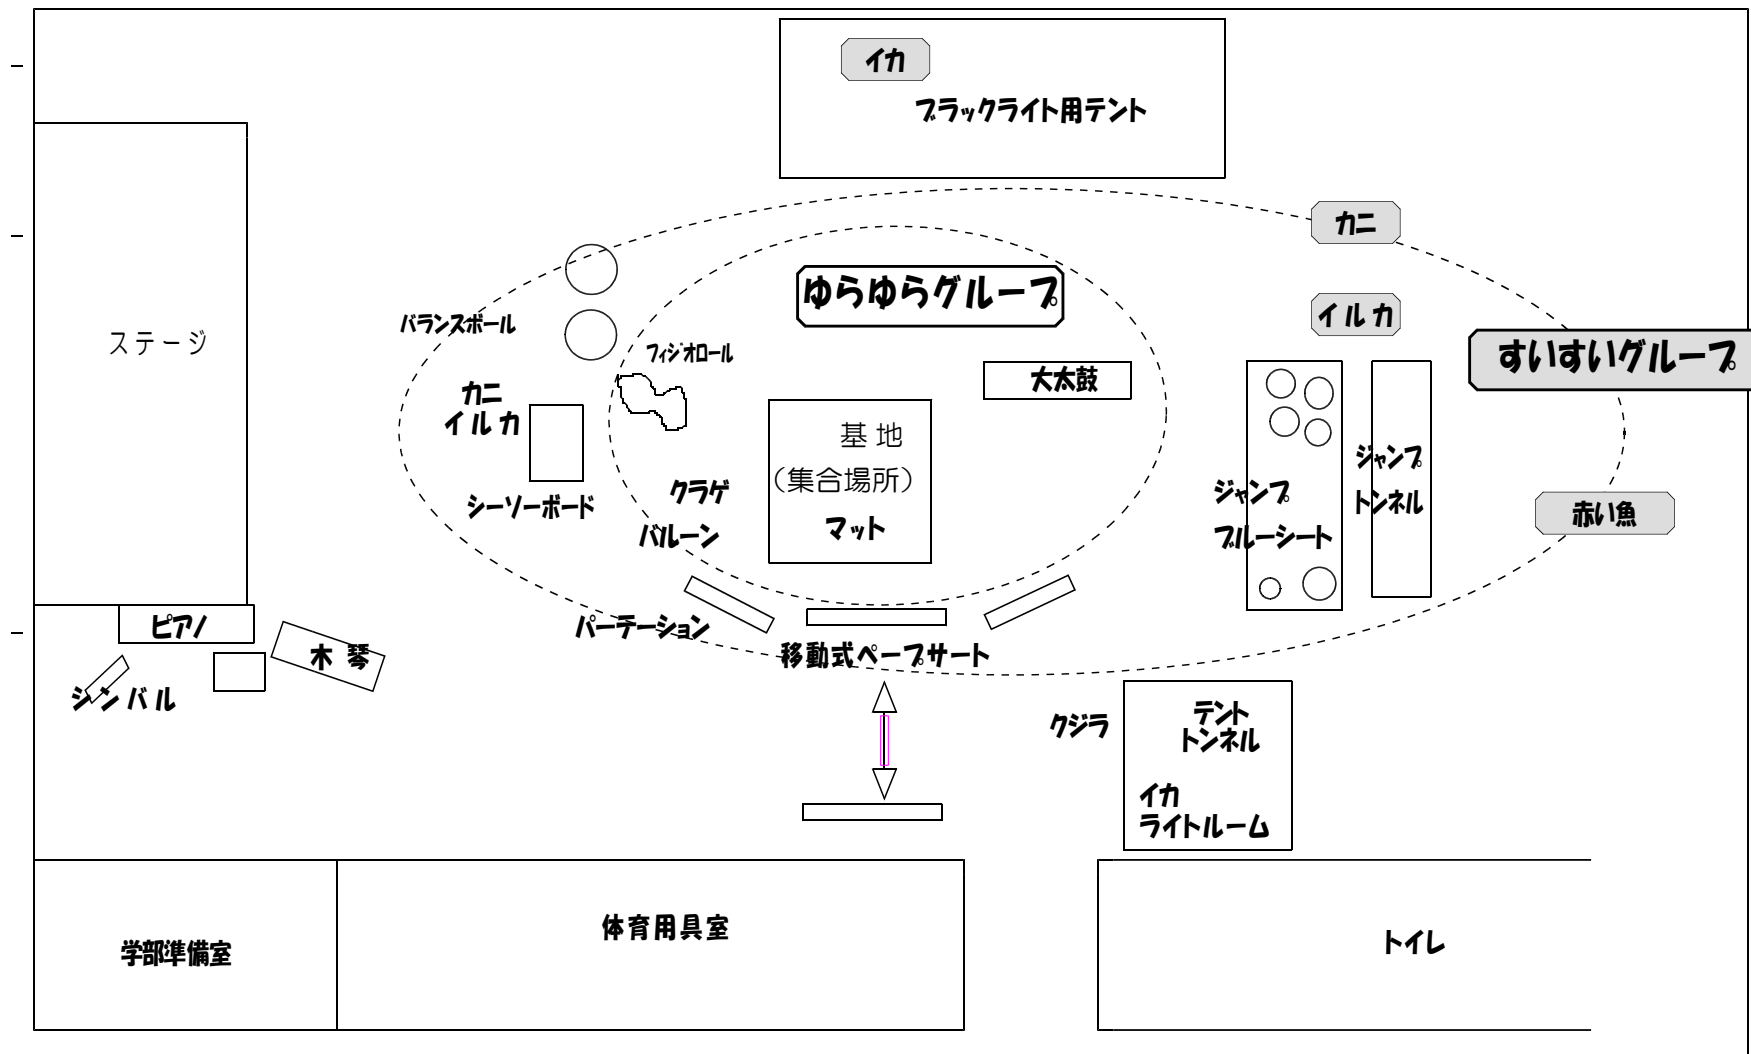 イカ
ブラックライト用テント
カニ
ゆらゆらグループ
イルカ
バランスボール
ステージ
フィジオロール
すいすいグループ
大太鼓
カニ
イルカ
基地
(集合場所)
マット
シーソーボード
クラゲ
バルーン
ジャンプ
ブルーシート
ジャンプ
トンネル
赤い魚
ピアノ
木琴
シンバル
パーテーション
移動式ペープサート
クジラ
テント
トンネル
イカ
ライトルーム
学部準備室
体育用具室
トイレ